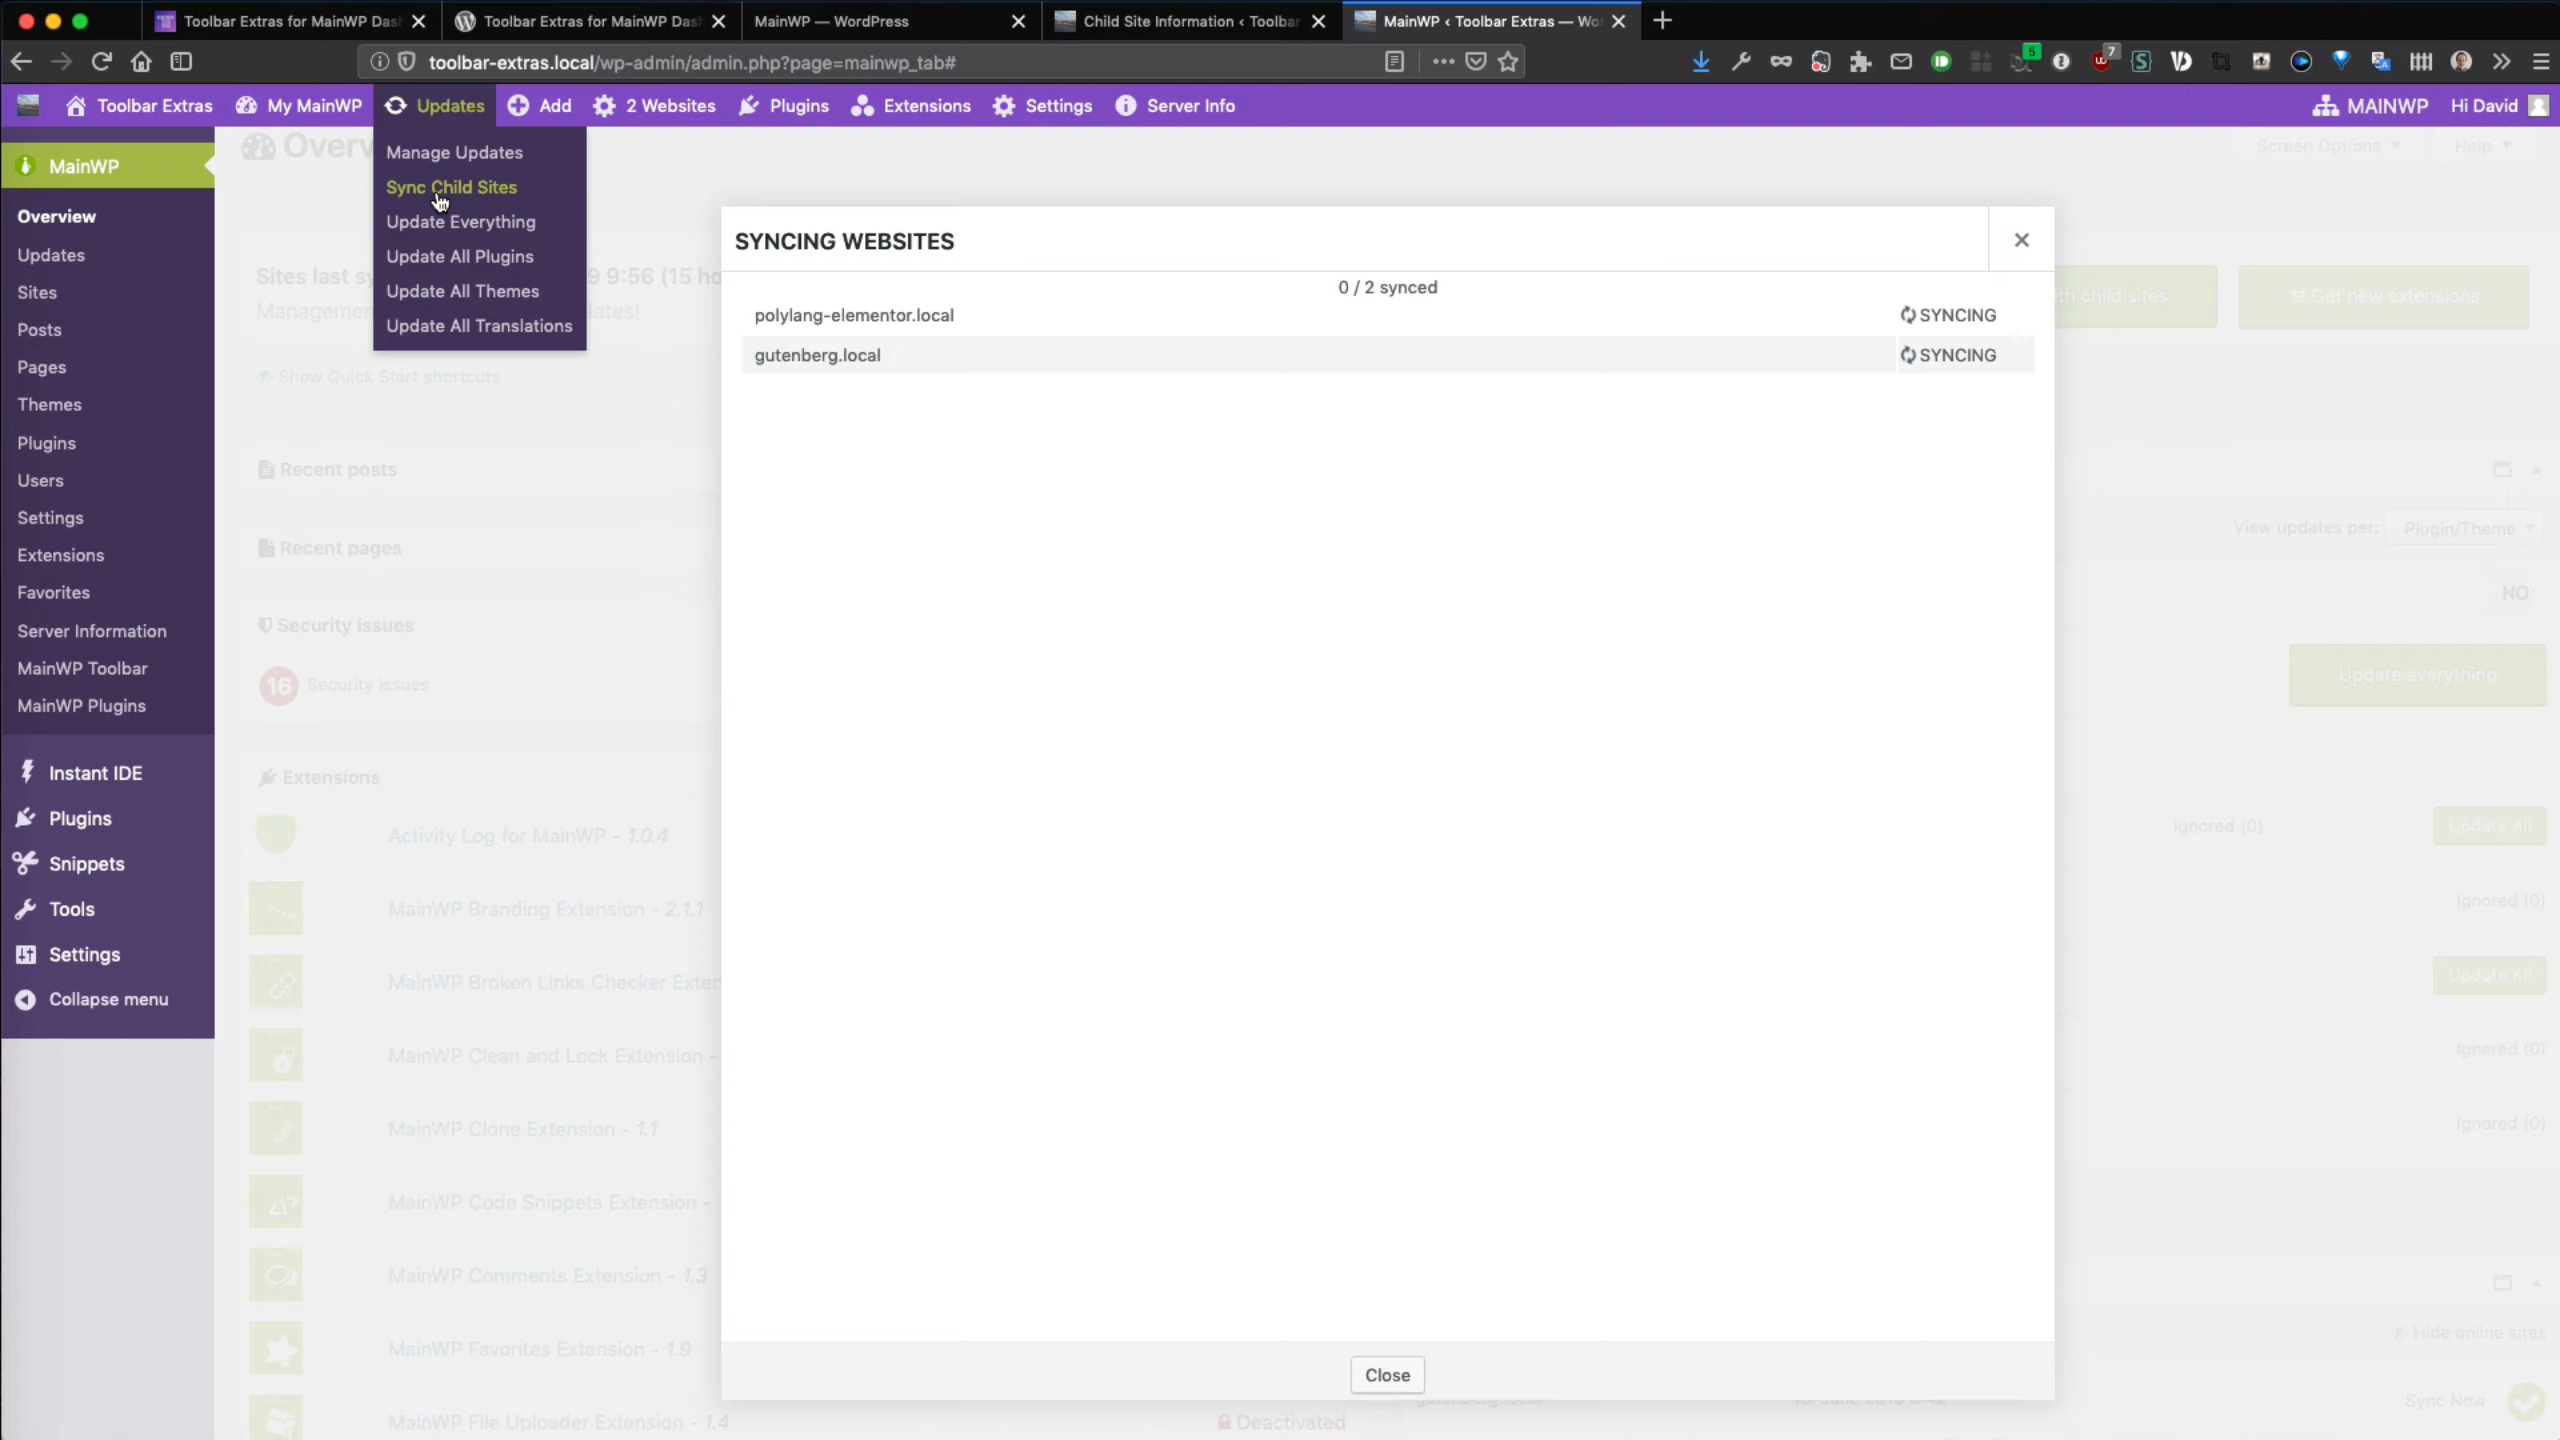 Toolbar Extras for MainWP Das
Toolbar Extras for MainWP Das
MainWP — WordPress
Child Site Information ‹ Toolbar
MainWP ‹ Toolbar Extras — Wo
toolbar-extras.local/wp-admin/admin.php?page=mainwp_tab#
5
7
Toolbar Extras
My MainWP
Updates
Add
2 Websites
Plugins
Extensions
Settings
Server Info
MAINWP
Hi David
MainWP
Overview
Updates
Sites
Posts
Pages
Themes
Plugins
Users
Settings
Extensions
Favorites
Server Information
MainWP Toolbar
MainWP Plugins
Instant IDE
Plugins
Snippets
Tools
Settings
Collapse menu
Manage Updates
Sync Child Sites
Update Everything
Update All Plugins
Update All Themes
Update All Translations
Overv
Screen Options
Help
Sites last sy
9 9:56 (15 ho
Managemen
dates!
Show Quick Start shortcuts
th child sites
Get new extensions
SYNCING WEBSITES
0 / 2 synced
polylang-elementor.local
SYNCING
gutenberg.local
SYNCING
Close
Recent posts
Recent pages
Security issues
16 Security issues
Extensions
Activity Log for MainWP - 1.0.4
MainWP Branding Extension - 2.1.1
MainWP Broken Links Checker Exten
MainWP Clean and Lock Extension -
MainWP Clone Extension - 1.1
MainWP Code Snippets Extension -
MainWP Comments Extension - 1.3
MainWP Favorites Extension - 1.9
MainWP File Uploader Extension - 1.4
Deactivated
View updates per:
Plugin/Theme
NO
Update everything
Ignored (0)
Update All
Ignored (0)
Update All
Ignored (0)
Ignored (0)
Hide online sites
Sync Now